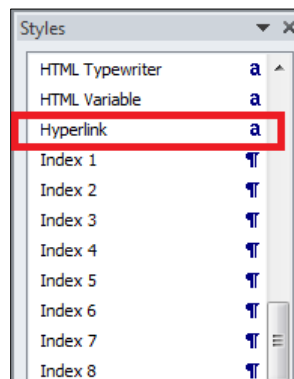 Styles
HTML Typewriter a
HTML Variable a
Hyperlink a
Index 1 ¶
Index 2 ¶
Index 3 ¶
Index 4 ¶
Index 5 ¶
Index 6 ¶
Index 7 ¶
Index 8 ¶